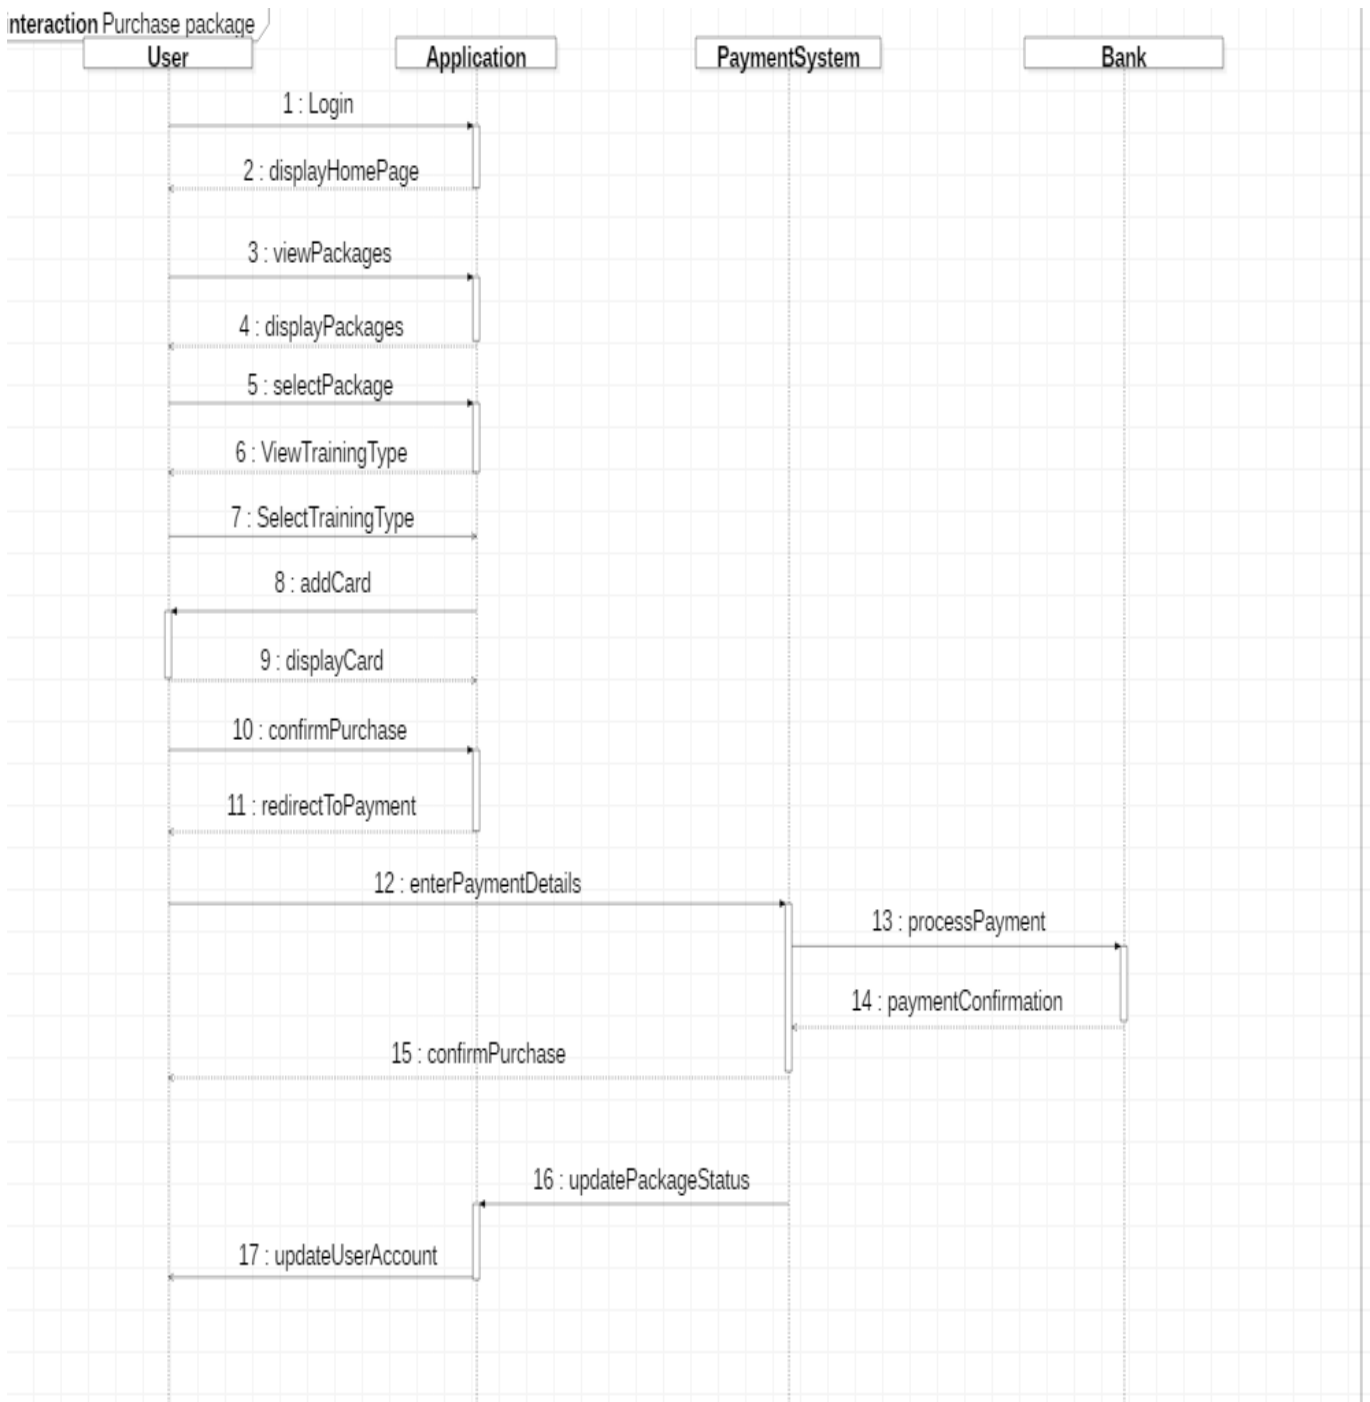 interaction Purchase package
User Application PaymentSystem Bank
1 : Login
2 : displayHomePage
3 : viewPackages
4 : displayPackages
5 : selectPackage
6 : ViewTrainingType
7 : SelectTrainingType
8 : addCard
9 : displayCard
10 : confirmPurchase
11 : redirectToPayment
12 : enterPaymentDetails
13 : processPayment
14 : paymentConfirmation
15 : confirmPurchase
16 : updatePackageStatus
17 : updateUserAccount